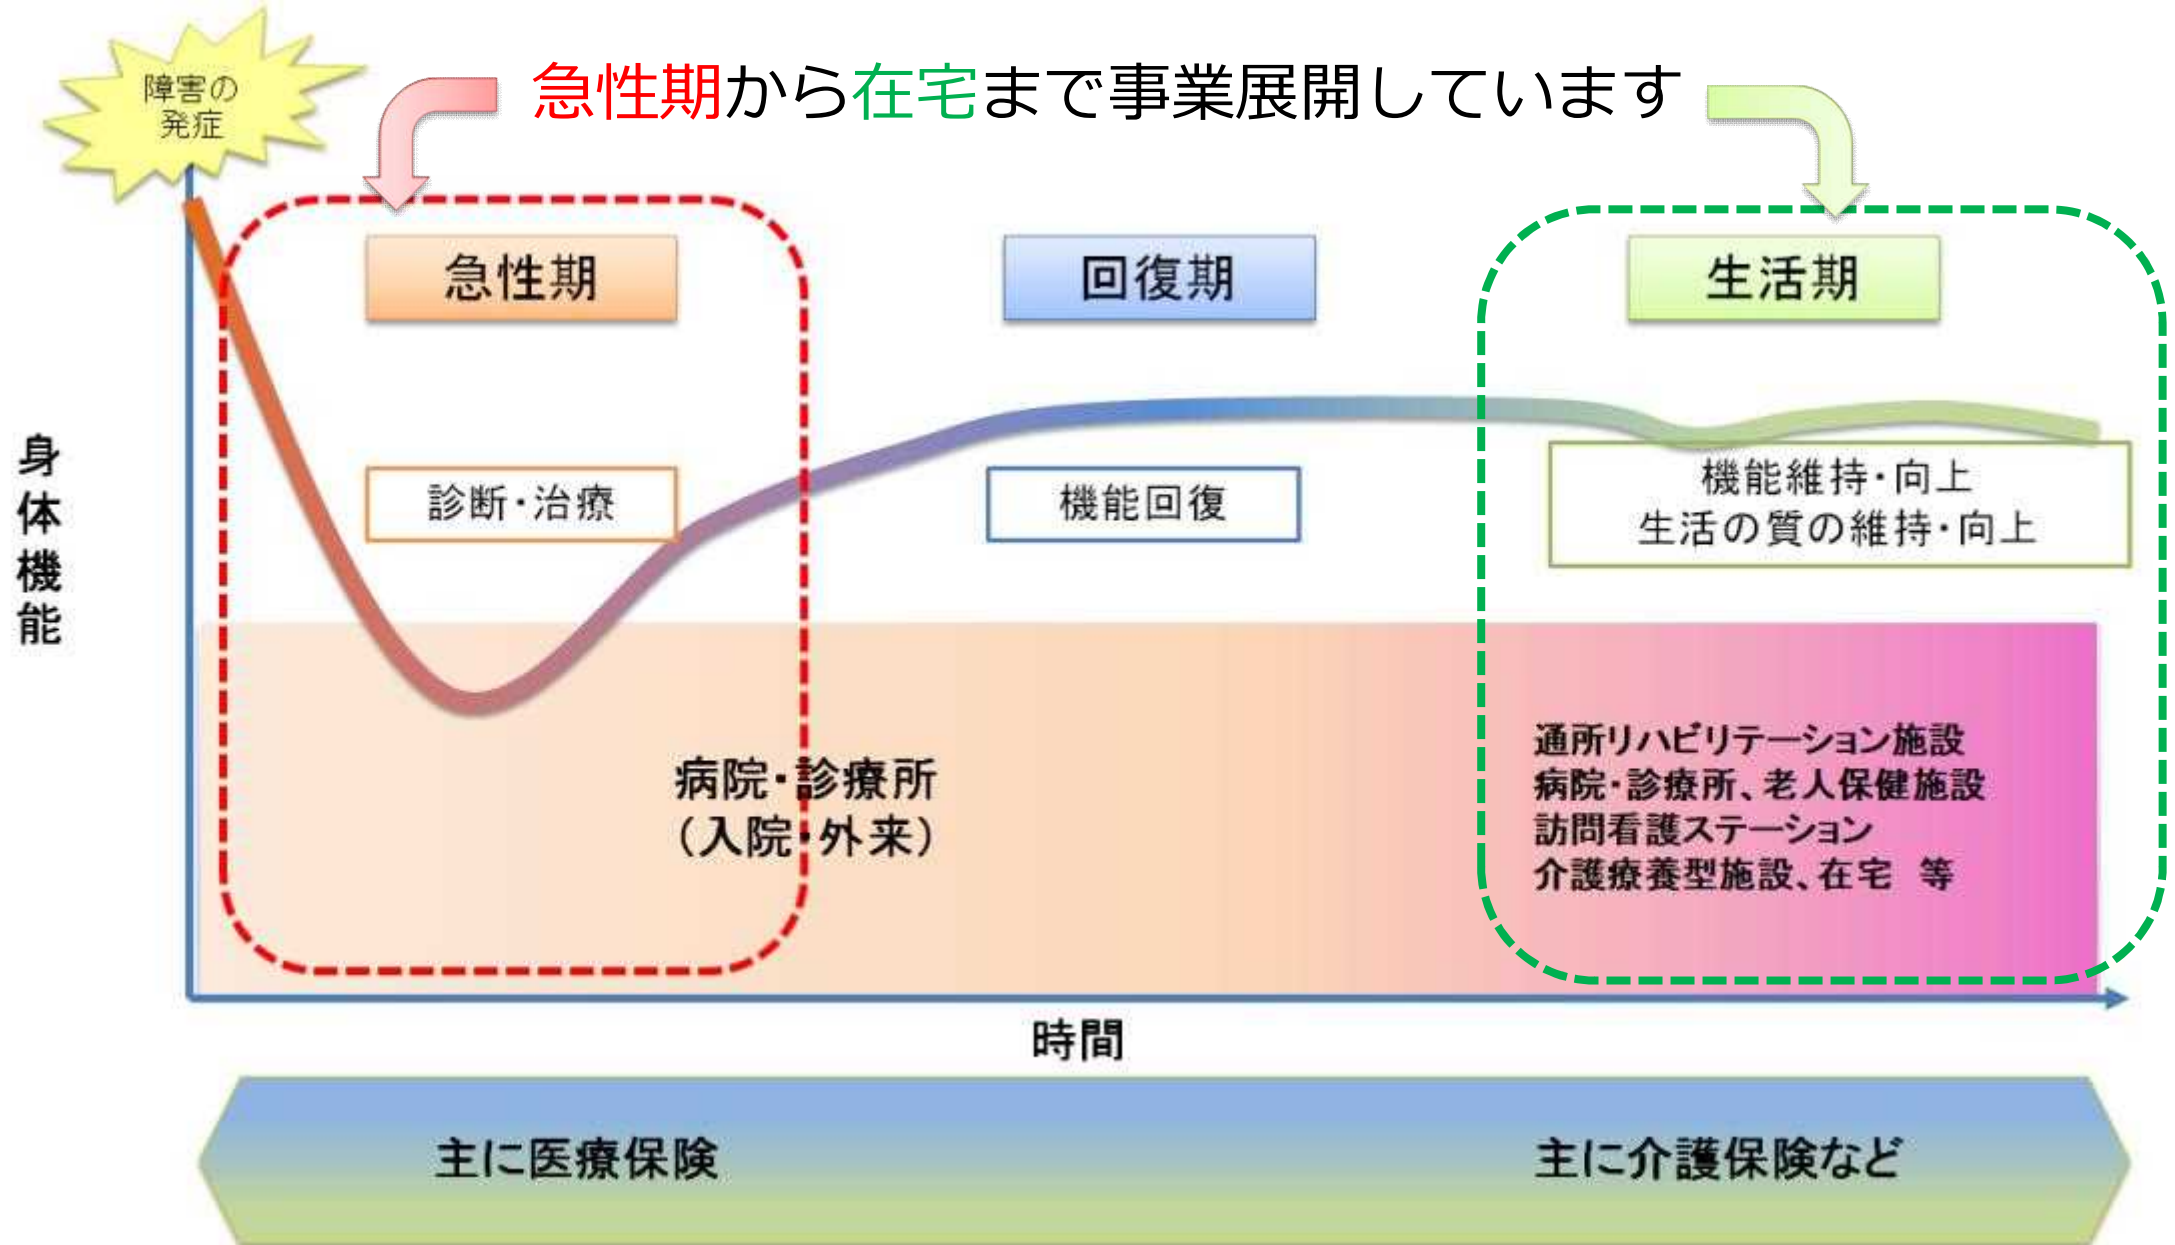 障害の
発症
急性期から在宅まで事業展開しています
急性期
回復期
生活期
身体機能
診断・治療
機能回復
機能維持・向上
生活の質の維持・向上
病院・診療所
（入院・外来）
通所リハビリテーション施設
病院・診療所、老人保健施設
訪問看護ステーション
介護療養型施設、在宅　等
時間
主に医療保険
主に介護保険など